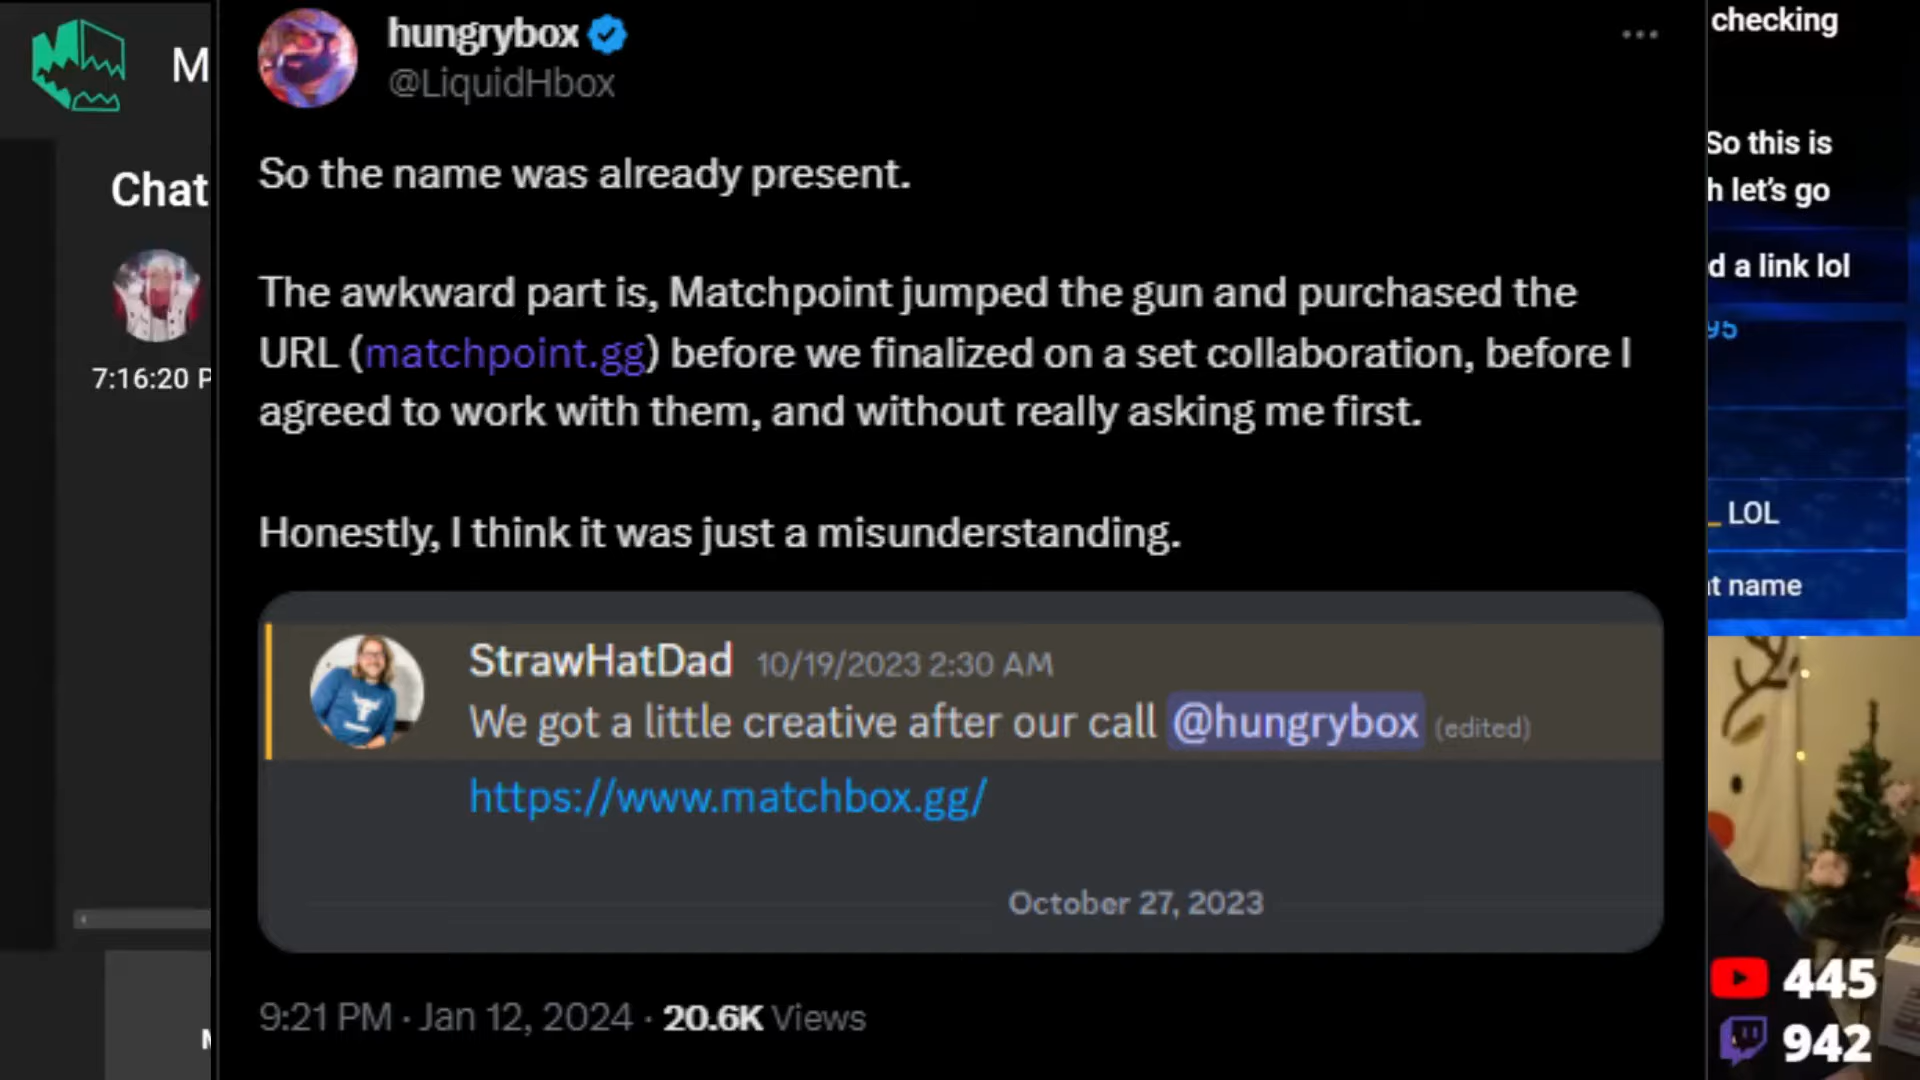 M
Chat
7:16:20 P
hungrybox
@LiquidHbox
So the name was already present.
The awkward part is, Matchpoint jumped the gun and purchased the
URL (matchpoint.gg) before we finalized on a set collaboration, before I
agreed to work with them, and without really asking me first.
Honestly, I think it was just a misunderstanding.
StrawHatDad 10/19/2023 2:30 AM
We got a little creative after our call @hungrybox (edited)
https://www.matchbox.gg/
October 27, 2023
9:21 PM · Jan 12, 2024 · 20.6K Views
checking
So this is
h let's go
d a link lol
95
_ LOL
at name
445
942